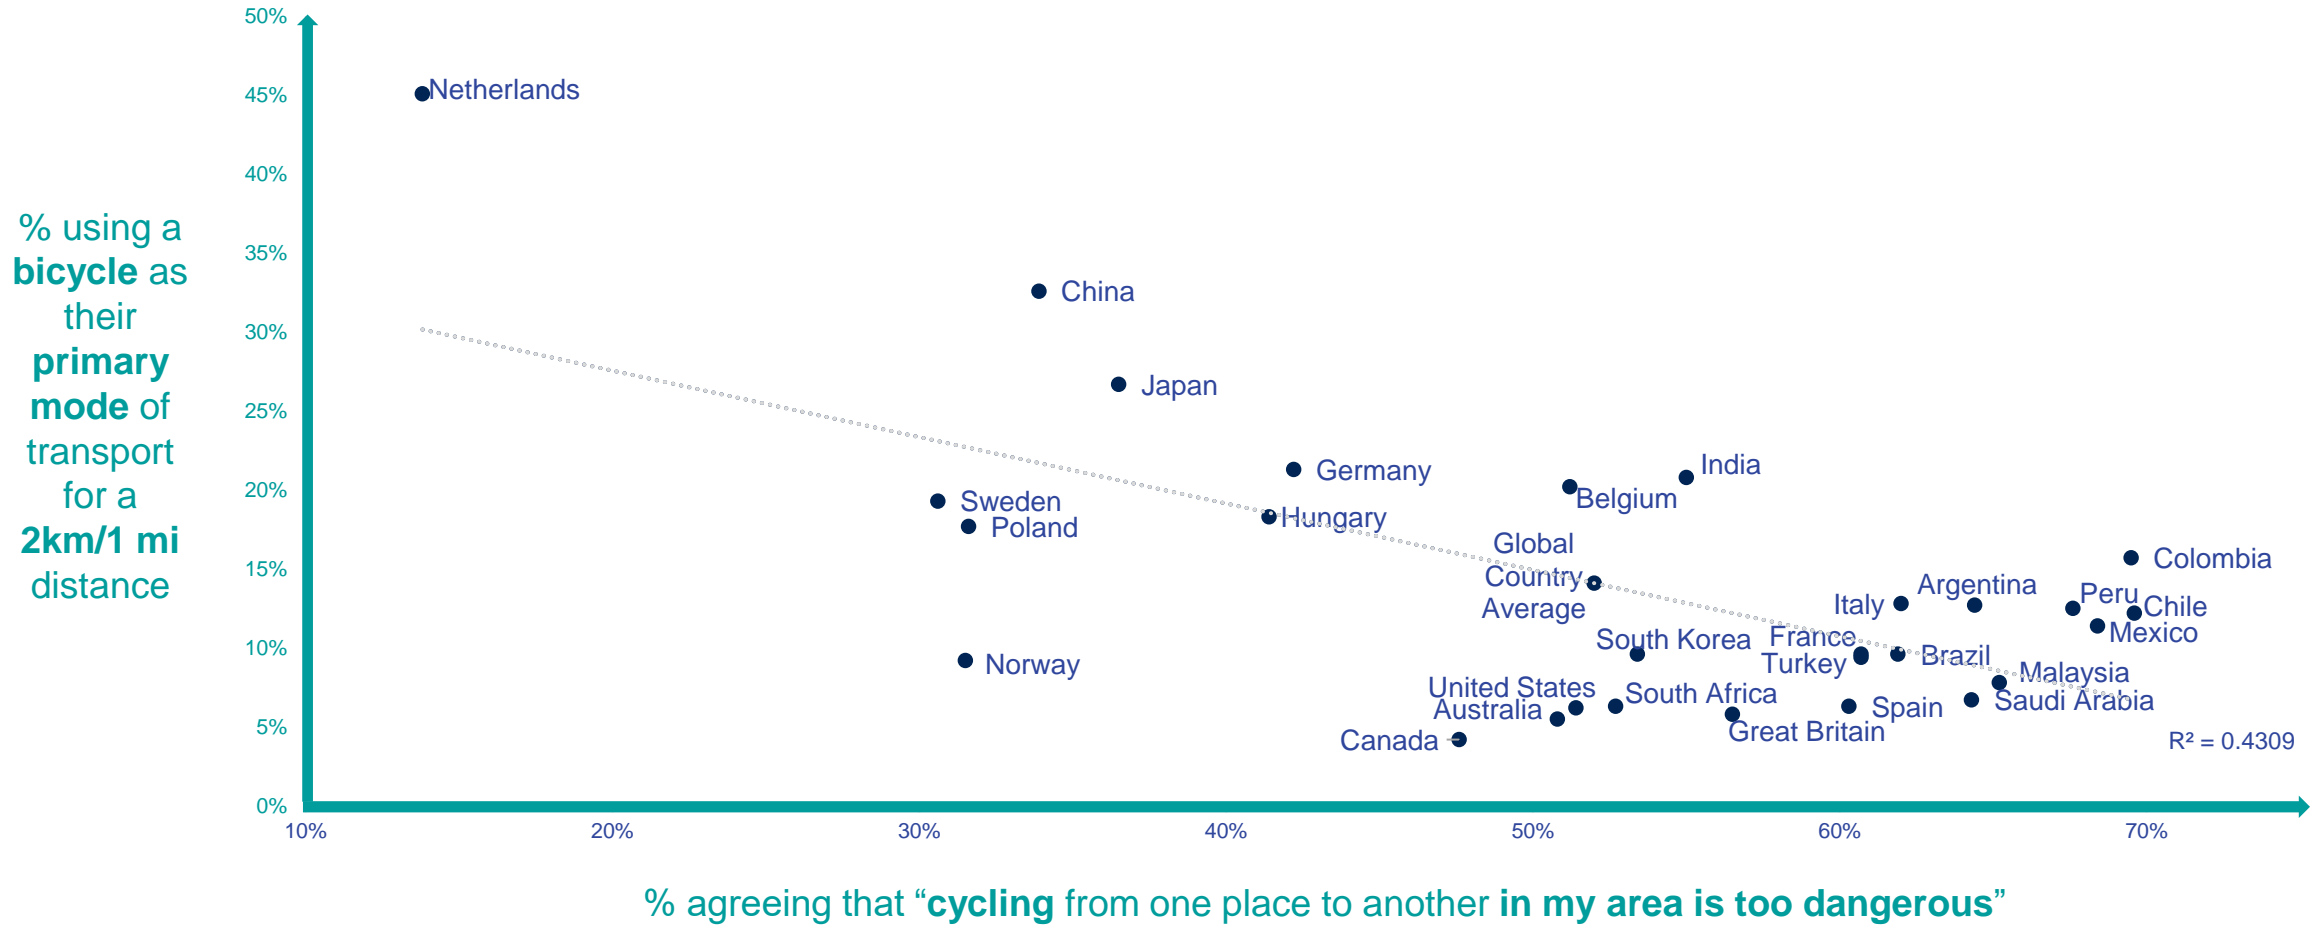 50%
45%
40%
35%
30%
25%
20%
15%
10%
5%
0%
% using a
bicycle as
their
primary
mode of
transport
for a
2km/1 mi
distance
Netherlands
China
Japan
Germany
India
Belgium
Sweden
Hungary
Poland
Global
Country
Average
Colombia
Argentina
Peru
Italy
Chile
Mexico
South Korea
France
Brazil
Turkey
Norway
Malaysia
United States
South Africa
Saudi Arabia
Australia
Spain
Great Britain
Canada
R² = 0.4309
10%
20%
30%
40%
50%
60%
70%
% agreeing that “cycling from one place to another in my area is too dangerous”